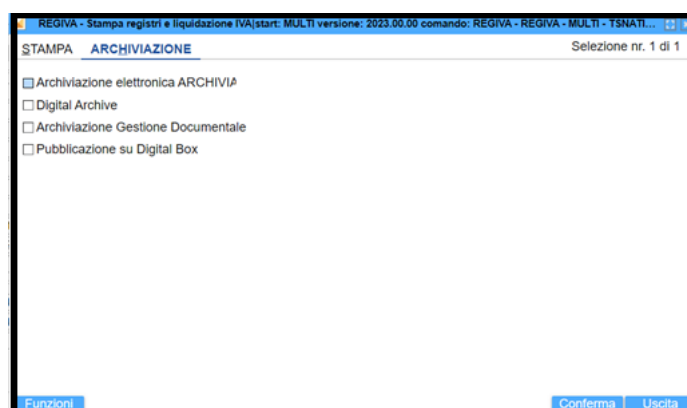 REGIVA - Stampa registri e liquidazione IVA|start: MULTI versione: 2023.00.00 comando: REGIVA - REGIVA - MULTI - TSNATI...
STAMPA ARCHIVIAZIONE Selezione nr. 1 di 1
Archiviazione elettronica ARCHIVIA
Digital Archive
Archiviazione Gestione Documentale
Pubblicazione su Digital Box
Funzioni Conferma Uscita